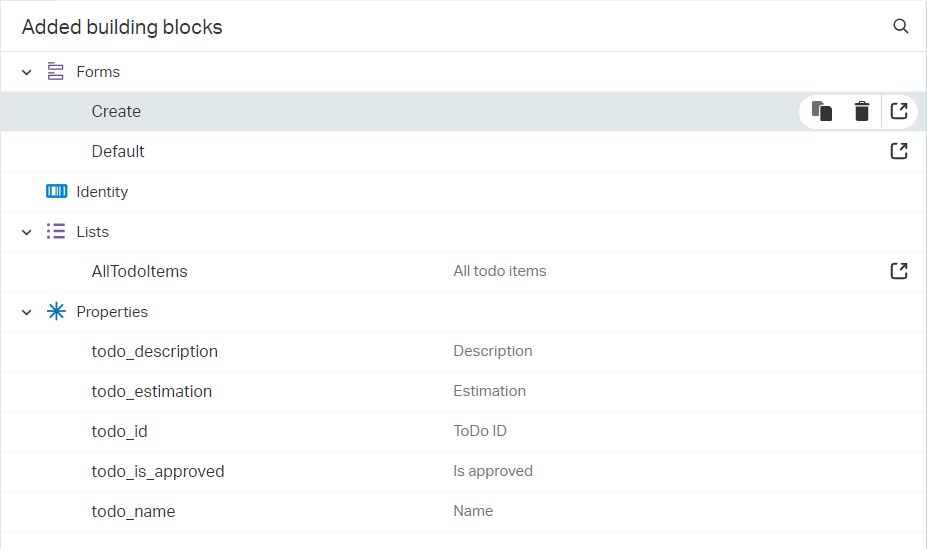 Added building blocks
Forms
Create
Default
Identity
Lists
AllTodoItems All todo items
Properties
todo_description Description
todo_estimation Estimation
todo_id ToDo ID
todo_is_approved Is approved
todo_name Name